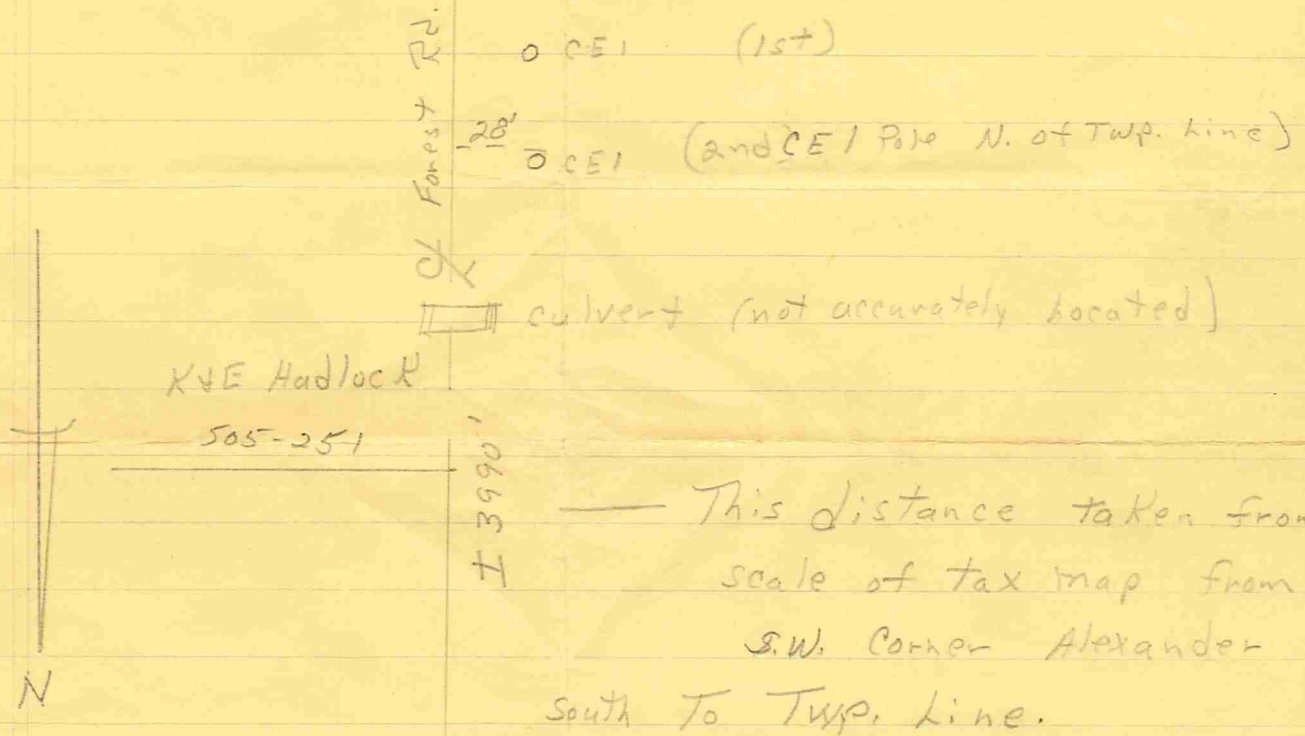 C/L Forest Rd.
O CEI (1st)
28'
O CEI (2nd CEI Pole N. of Twp. Line)
culvert (not accurately Located)
K&E Hadlock
505-251
± 3990'
— This distance taken from
scale of tax map from
S.W. Corner Alexander
South To Twp. Line.
N